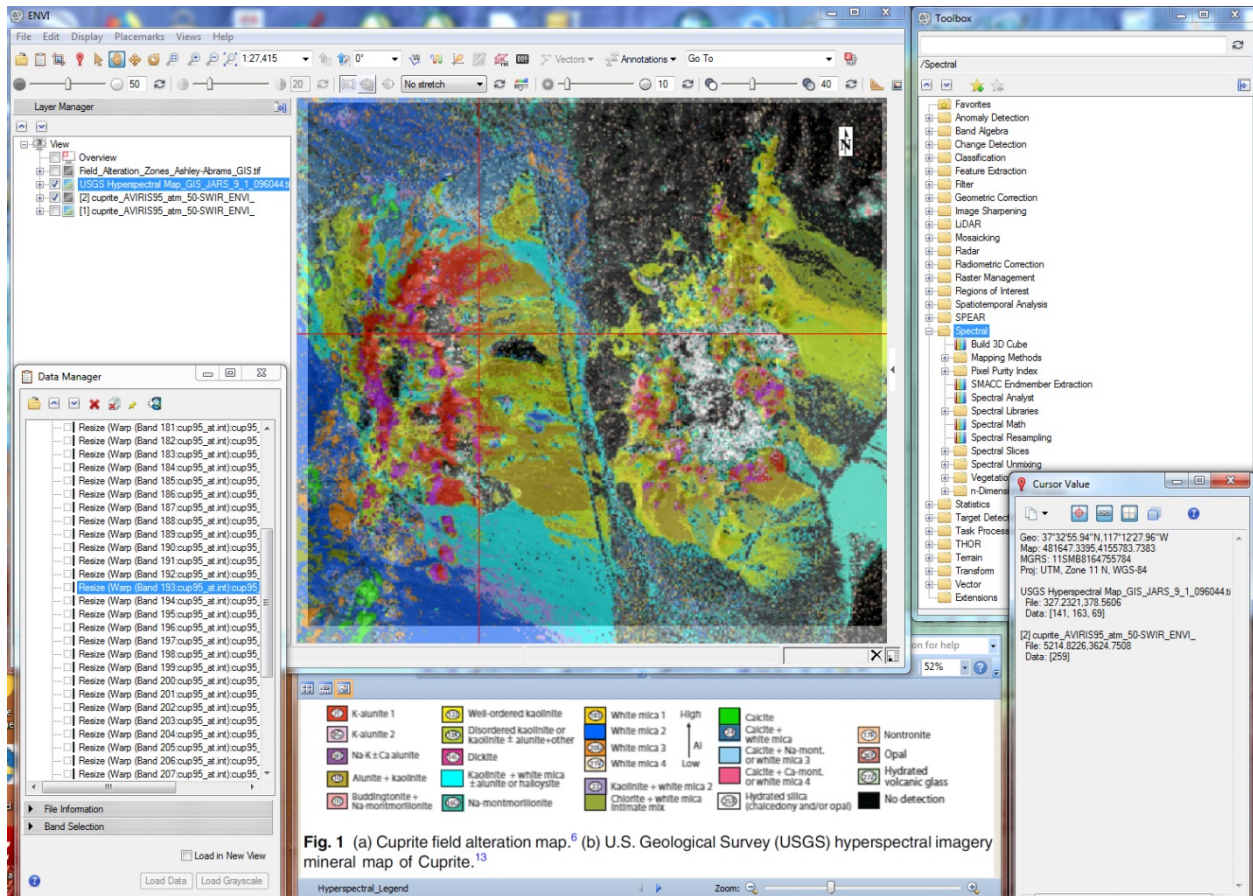 ENVI
File Edit Display Placemarks Views Help
1:27,415 0° Vectors Annotations Go To
50 20 No stretch 10 40
Layer Manager
View
Overview
Field_Alteration_Zones_Ashley-Abrams_GIS.tif
USGS Hyperspectral Map_GIS_JARS_9_1_096044.ti
[2] cuprite_AVIRIS95_atm_50-SWIR_ENVI_
[1] cuprite_AVIRIS95_atm_50-SWIR_ENVI_
N
Data Manager
Resize (Warp (Band 181:cup95_at.int):cup95_
Resize (Warp (Band 182:cup95_at.int):cup95_
Resize (Warp (Band 183:cup95_at.int):cup95_
Resize (Warp (Band 184:cup95_at.int):cup95_
Resize (Warp (Band 185:cup95_at.int):cup95_
Resize (Warp (Band 186:cup95_at.int):cup95_
Resize (Warp (Band 187:cup95_at.int):cup95_
Resize (Warp (Band 188:cup95_at.int):cup95_
Resize (Warp (Band 189:cup95_at.int):cup95_
Resize (Warp (Band 190:cup95_at.int):cup95_
Resize (Warp (Band 191:cup95_at.int):cup95_
Resize (Warp (Band 192:cup95_at.int):cup95_
Resize (Warp (Band 193:cup95_at.int):cup95
Resize (Warp (Band 194:cup95_at.int):cup95_
Resize (Warp (Band 195:cup95_at.int):cup95_
Resize (Warp (Band 196:cup95_at.int):cup95_
Resize (Warp (Band 197:cup95_at.int):cup95_
Resize (Warp (Band 198:cup95_at.int):cup95_
Resize (Warp (Band 199:cup95_at.int):cup95_
Resize (Warp (Band 200:cup95_at.int):cup95_
Resize (Warp (Band 201:cup95_at.int):cup95_
Resize (Warp (Band 202:cup95_at.int):cup95_
Resize (Warp (Band 203:cup95_at.int):cup95_
Resize (Warp (Band 204:cup95_at.int):cup95_
Resize (Warp (Band 205:cup95_at.int):cup95_
Resize (Warp (Band 206:cup95_at.int):cup95_
Resize (Warp (Band 207:cup95_at.int):cup95_
File Information
Band Selection
Load in New View
Load Data Load Grayscale
Toolbox
/Spectral
Favorites
Anomaly Detection
Band Algebra
Change Detection
Classification
Feature Extraction
Filter
Geometric Correction
Image Sharpening
LiDAR
Mosaicking
Radar
Radiometric Correction
Raster Management
Regions of Interest
Spatiotemporal Analysis
SPEAR
Spectral
Build 3D Cube
Mapping Methods
Pixel Purity Index
SMACC Endmember Extraction
Spectral Analyst
Spectral Libraries
Spectral Math
Spectral Resampling
Spectral Slices
Spectral Unmixing
Vegetatio
n-Dimensio
Statistics
Target Detect
Task Process
THOR
Terrain
Transform
Vector
Extensions
Cursor Value
Geo: 37°32'55.94"N,117°12'27.96"W
Map: 481647.3395,4155783.7383
MGRS: 11SMB8164755784
Proj: UTM, Zone 11 N, WGS-84
USGS Hyperspectral Map_GIS_JARS_9_1_096044.ti
File: 327.2321,378.5606
Data: [141, 163, 69]
[2] cuprite_AVIRIS95_atm_50-SWIR_ENVI_
File: 5214.8226,3624.7508
Data: [259]
on for help
52%
K-alunite 1
K-alunite 2
Na-K±Ca alunite
Alunite + kaolinite
Buddingtonite +
Na-montmorillonite
Well-ordered kaolinite
Disordered kaolinite or
kaolinite ± alunite+other
Dickite
Kaolinite + white mica
±alunite or halloysite
Na-montmorillonite
White mica 1
White mica 2
White mica 3
White mica 4
High
Al
Low
Kaolinite + white mica 2
Chlorite + white mica
intimate mix
Calcite
Calcite +
white mica
Calcite + Na-mont.
or white mica 3
Calcite + Ca-mont.
or white mica 4
Hydrated silica
(chalcedony and/or opal)
Nontronite
Opal
Hydrated
volcanic glass
No detection
Fig. 1 (a) Cuprite field alteration map.⁶ (b) U.S. Geological Survey (USGS) hyperspectral imagery
mineral map of Cuprite.¹³
Hyperspectral_Legend Zoom: